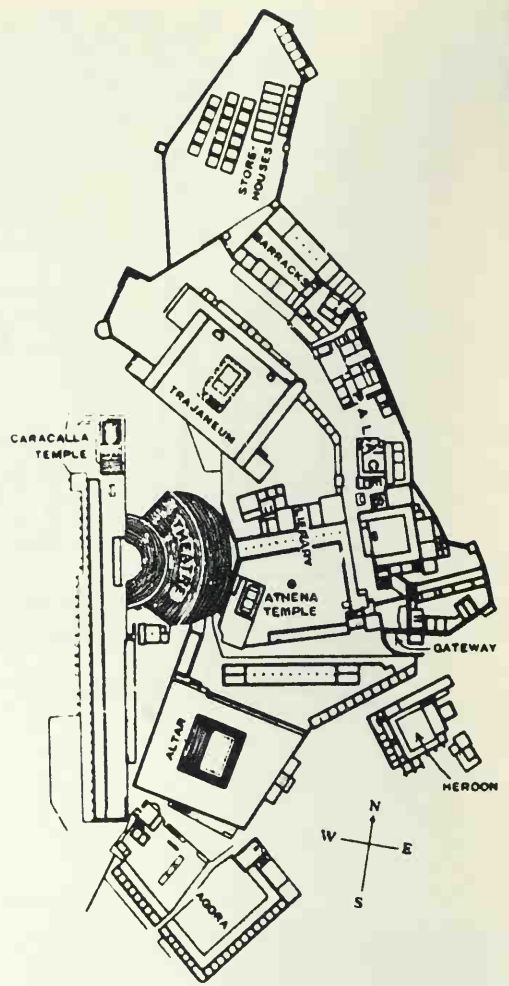 STORE-
HOUSES
BARRACKS
TRAJANEUM
PALACES
CARACALLA
TEMPLE
THEATRE
LIBRARY
ATHENA
TEMPLE
GATEWAY
ALTAR
HEROON
N
W
E
S
AGORA